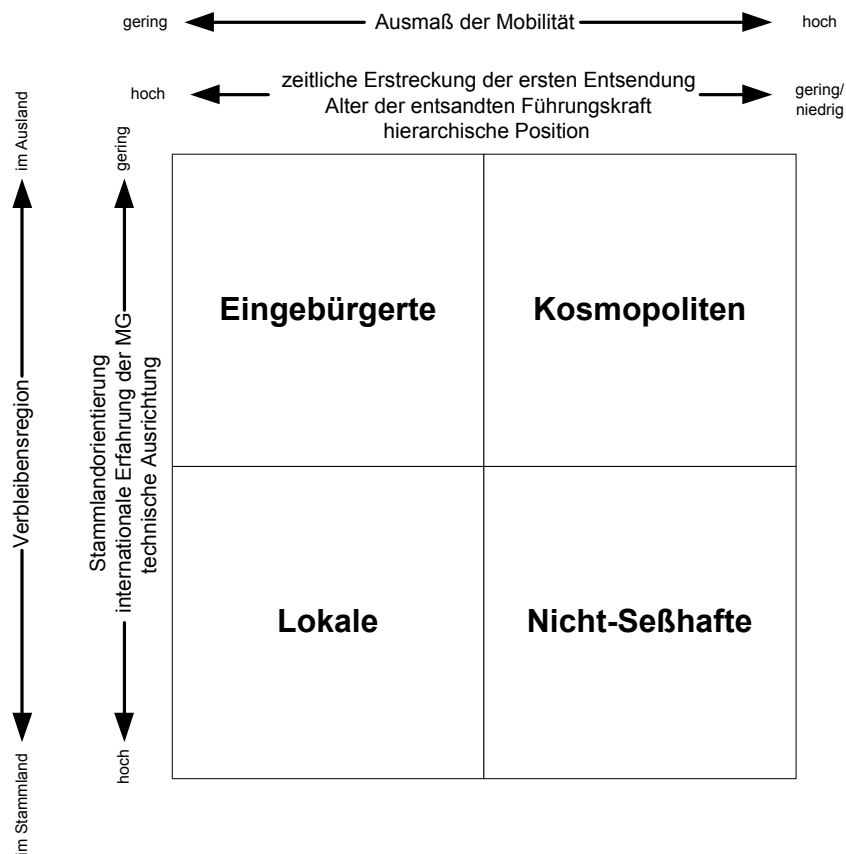 gering Ausmaß der Mobilität hoch
hoch zeitliche Erstreckung der ersten Entsendung gering/
Alter der entsandten Führungskraft niedrig
hierarchische Position
im Ausland
Verbleibensregion
im Stammland
gering
Stammlandorientierung
internationale Erfahrung der MG
technische Ausrichtung
hoch
Eingebürgerte Kosmopoliten
Lokale Nicht-Seßhafte